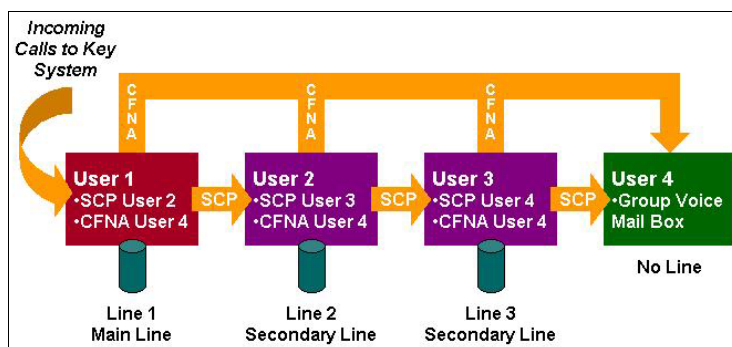 Incoming
Calls to Key
System
CFNA
CFNA
CFNA
User 1
•SCP User 2
•CFNA User 4
SCP
User 2
•SCP User 3
•CFNA User 4
SCP
User 3
•SCP User 4
•CFNA User 4
SCP
User 4
•Group Voice
Mail Box
No Line
Line 1
Main Line
Line 2
Secondary Line
Line 3
Secondary Line